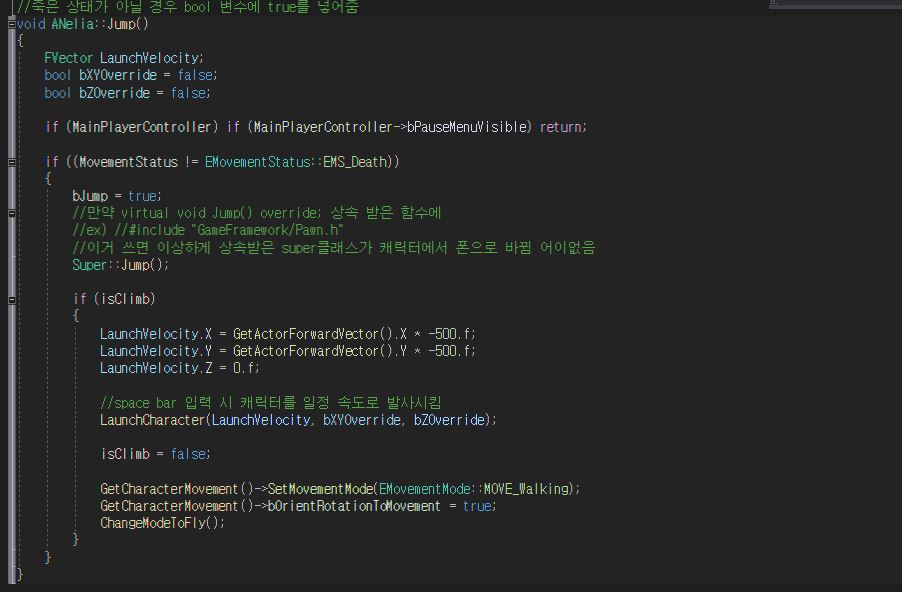 //죽은 상태가 아닐 경우 bool 변수에 true를 넣어줌
void ANelia::Jump()
{
FVector LaunchVelocity;
bool bXYOverride = false;
bool bZOverride = false;
if (MainPlayerController) if (MainPlayerController->bPauseMenuVisible) return;
if ((MovementStatus != EMovementStatus::EMS_Death))
{
bJump = true;
//만약 virtual void Jump() override; 상속 받은 함수에
//ex) //#include "GameFramework/Pawn.h"
//이거 쓰면 이상하게 상속받은 super클래스가 캐릭터에서 폰으로 바뀜 어이없음
Super::Jump();
if (isClimb)
{
LaunchVelocity.X = GetActorForwardVector().X * -500.f;
LaunchVelocity.Y = GetActorForwardVector().Y * -500.f;
LaunchVelocity.Z = 0.f;
//space bar 입력 시 캐릭터를 일정 속도로 발사시킴
LaunchCharacter(LaunchVelocity, bXYOverride, bZOverride);
isClimb = false;
GetCharacterMovement()->SetMovementMode(EMovementMode::MOVE_Walking);
GetCharacterMovement()->bOrientRotationToMovement = true;
ChangeModeToFly();
}
}
}